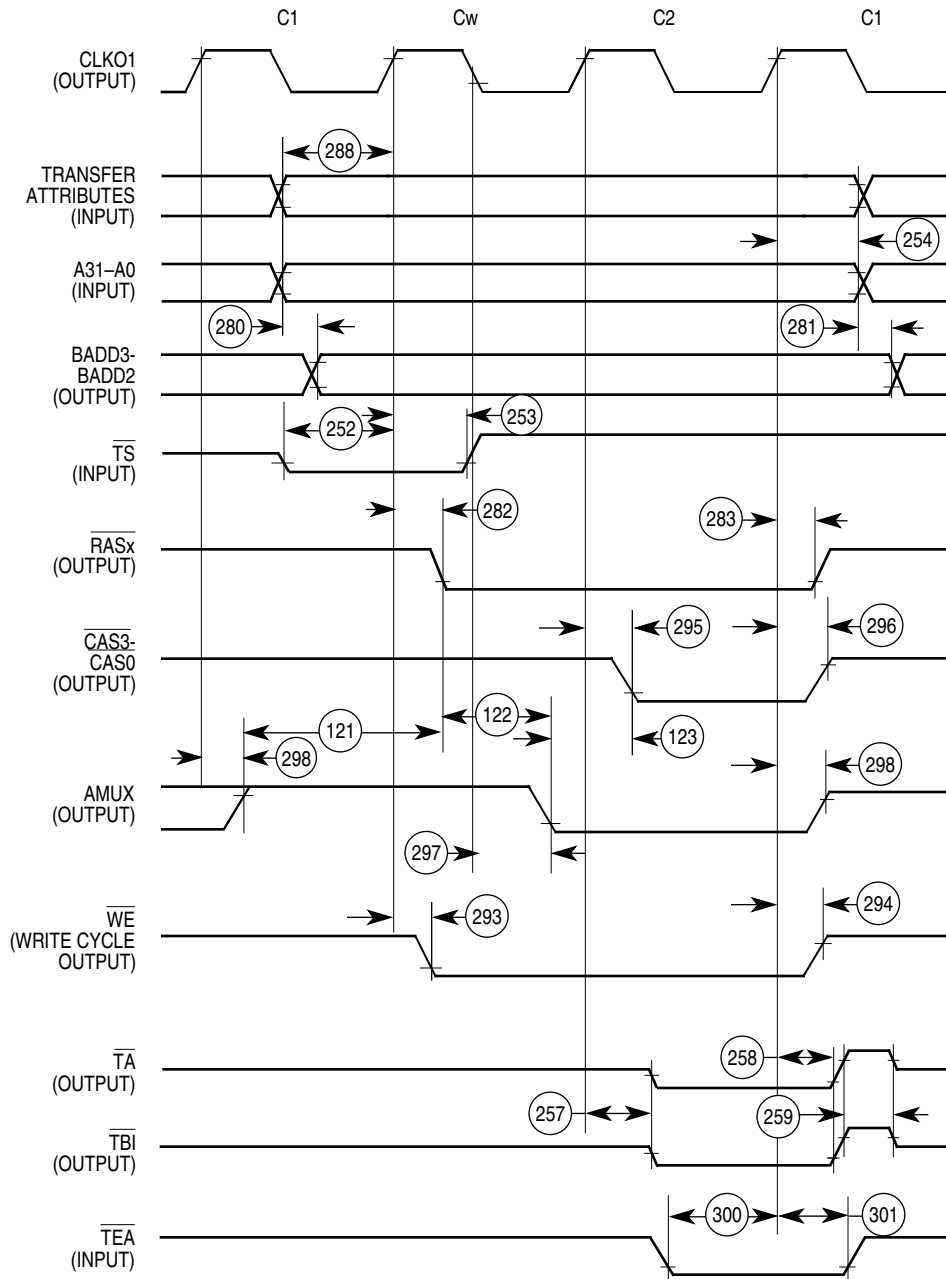 C1 Cw C2 C1
CLKO1
(OUTPUT)
288
TRANSFER
ATTRIBUTES
(INPUT)
254
A31–A0
(INPUT)
280 281
BADD3-
BADD2
(OUTPUT)
252 253
TS
(INPUT)
282 283
RASx
(OUTPUT)
295 296
CAS3-
CAS0
(OUTPUT)
121 122 123
298 298
AMUX
(OUTPUT)
297
293 294
WE
(WRITE CYCLE
OUTPUT)
258
TA
(OUTPUT)
257 259
TBI
(OUTPUT)
300 301
TEA
(INPUT)